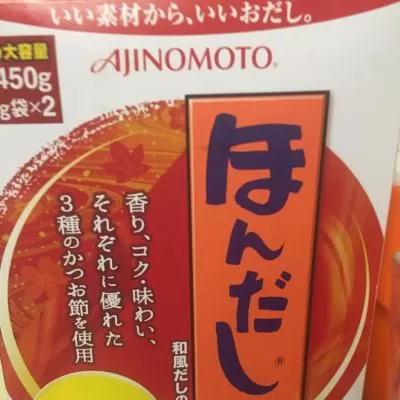 いい素材から、いいおだし。
大容量
450g
g袋×2
AJINOMOTO®
ほんだし®
香り、コク・味わい、
それぞれに優れた
3種のかつお節を使用
和風だしの